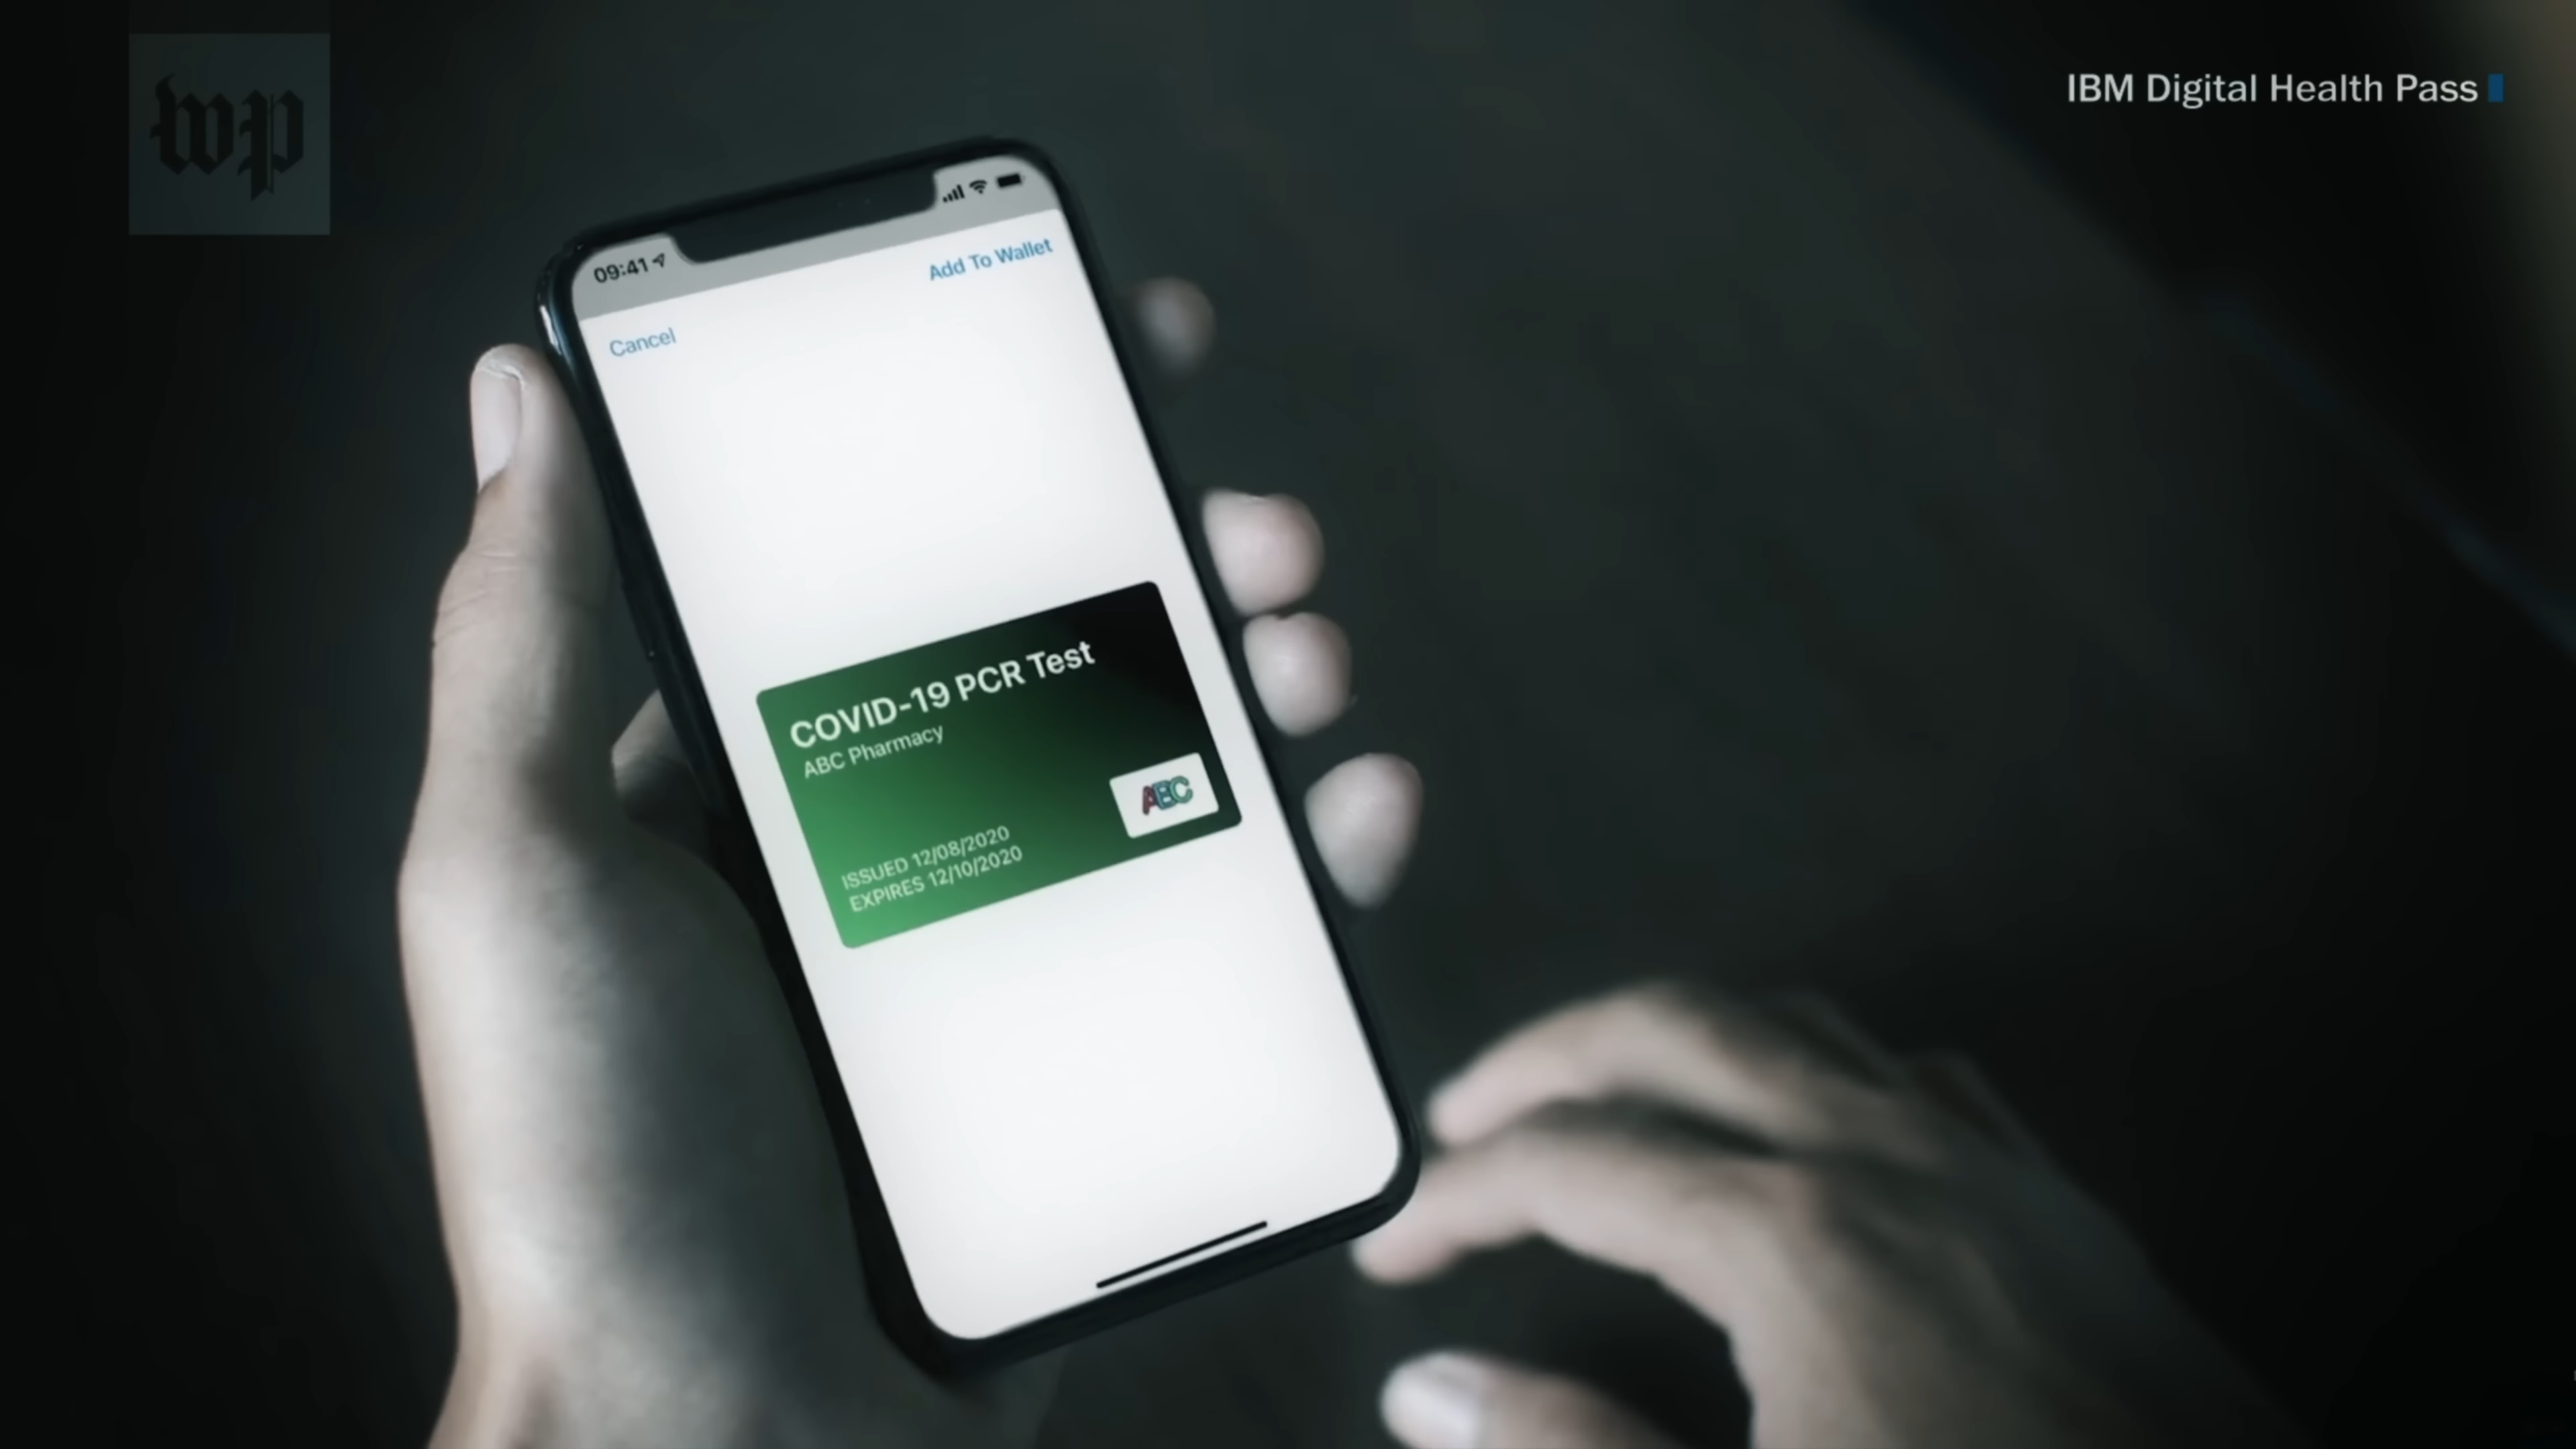 wp
IBM Digital Health Pass
09:41
Add To Wallet
Cancel
COVID-19 PCR Test
ABC Pharmacy
ABC
ISSUED 12/08/2020
EXPIRES 12/10/2020